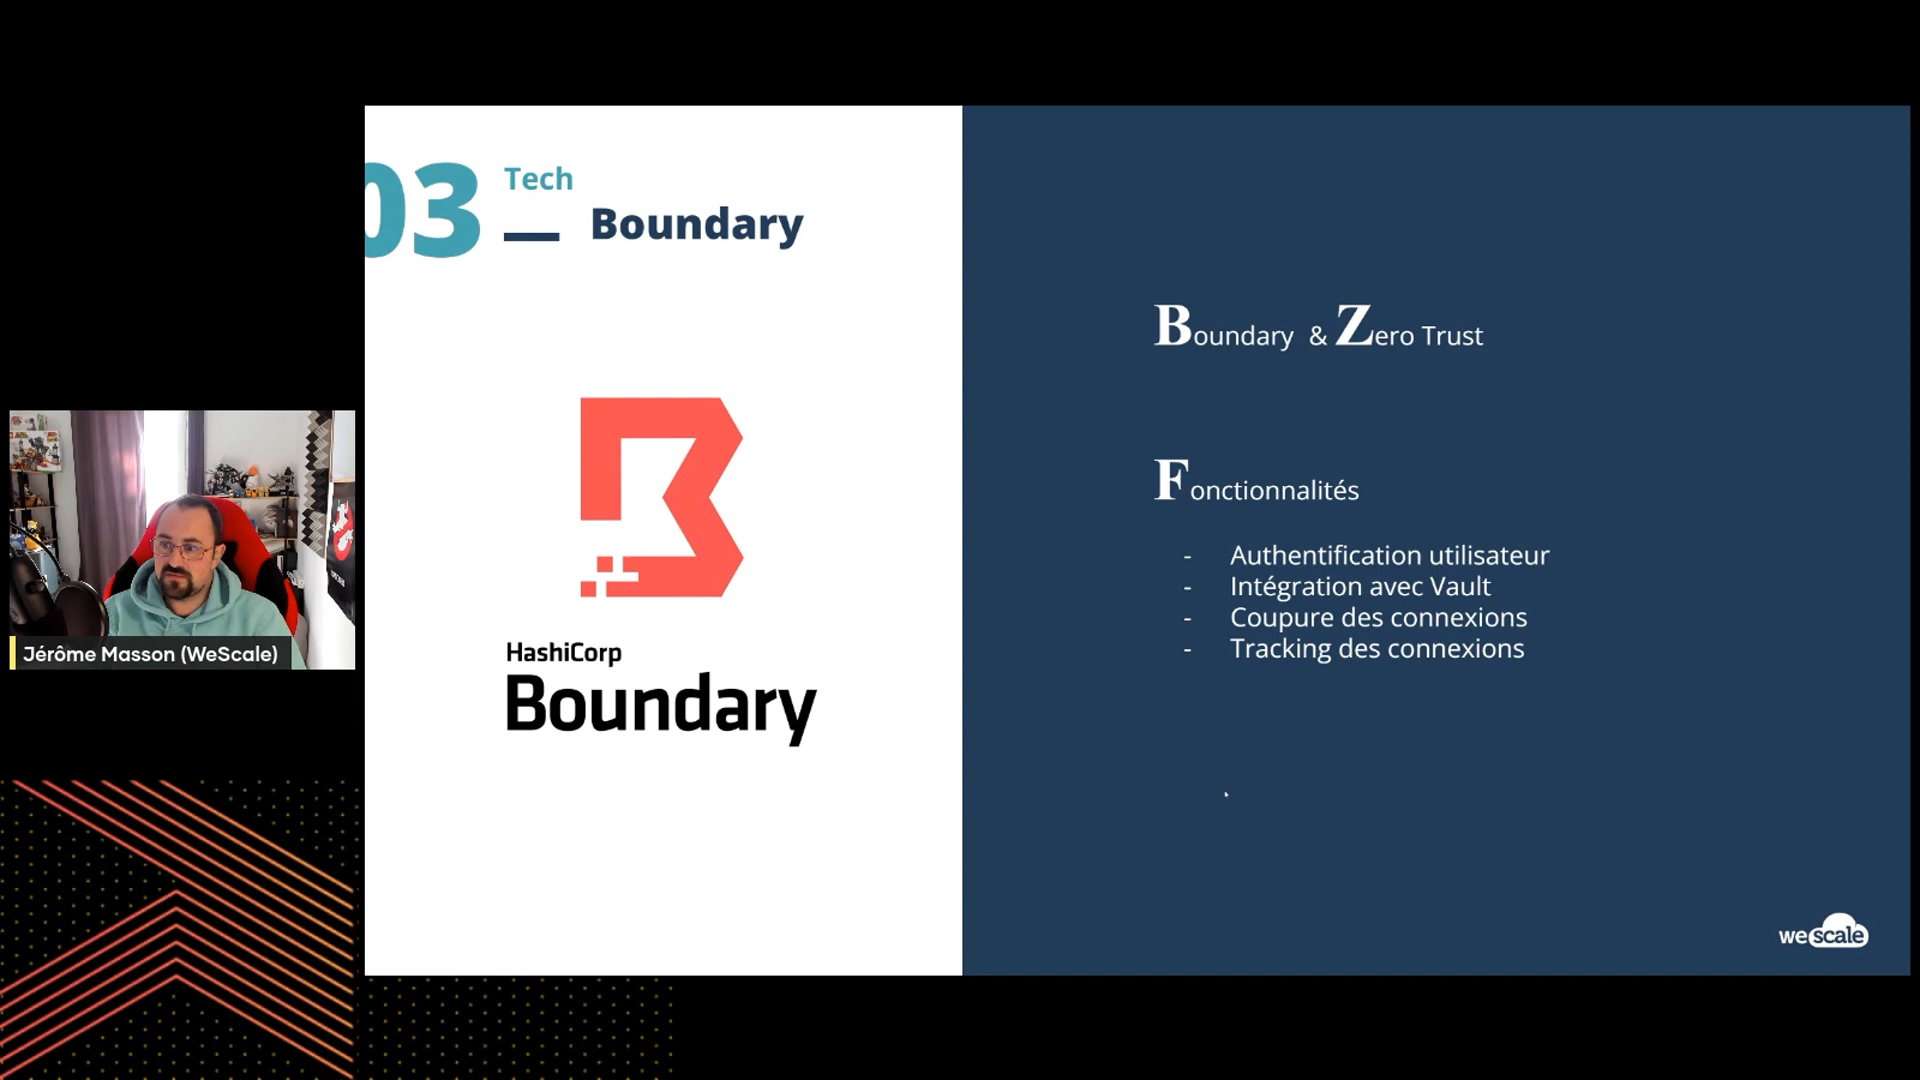 03
Tech
Boundary
HashiCorp
Boundary
Boundary & Zero Trust
Fonctionnalités
- Authentification utilisateur
- Intégration avec Vault
- Coupure des connexions
- Tracking des connexions
Jérôme Masson (WeScale)
wescale